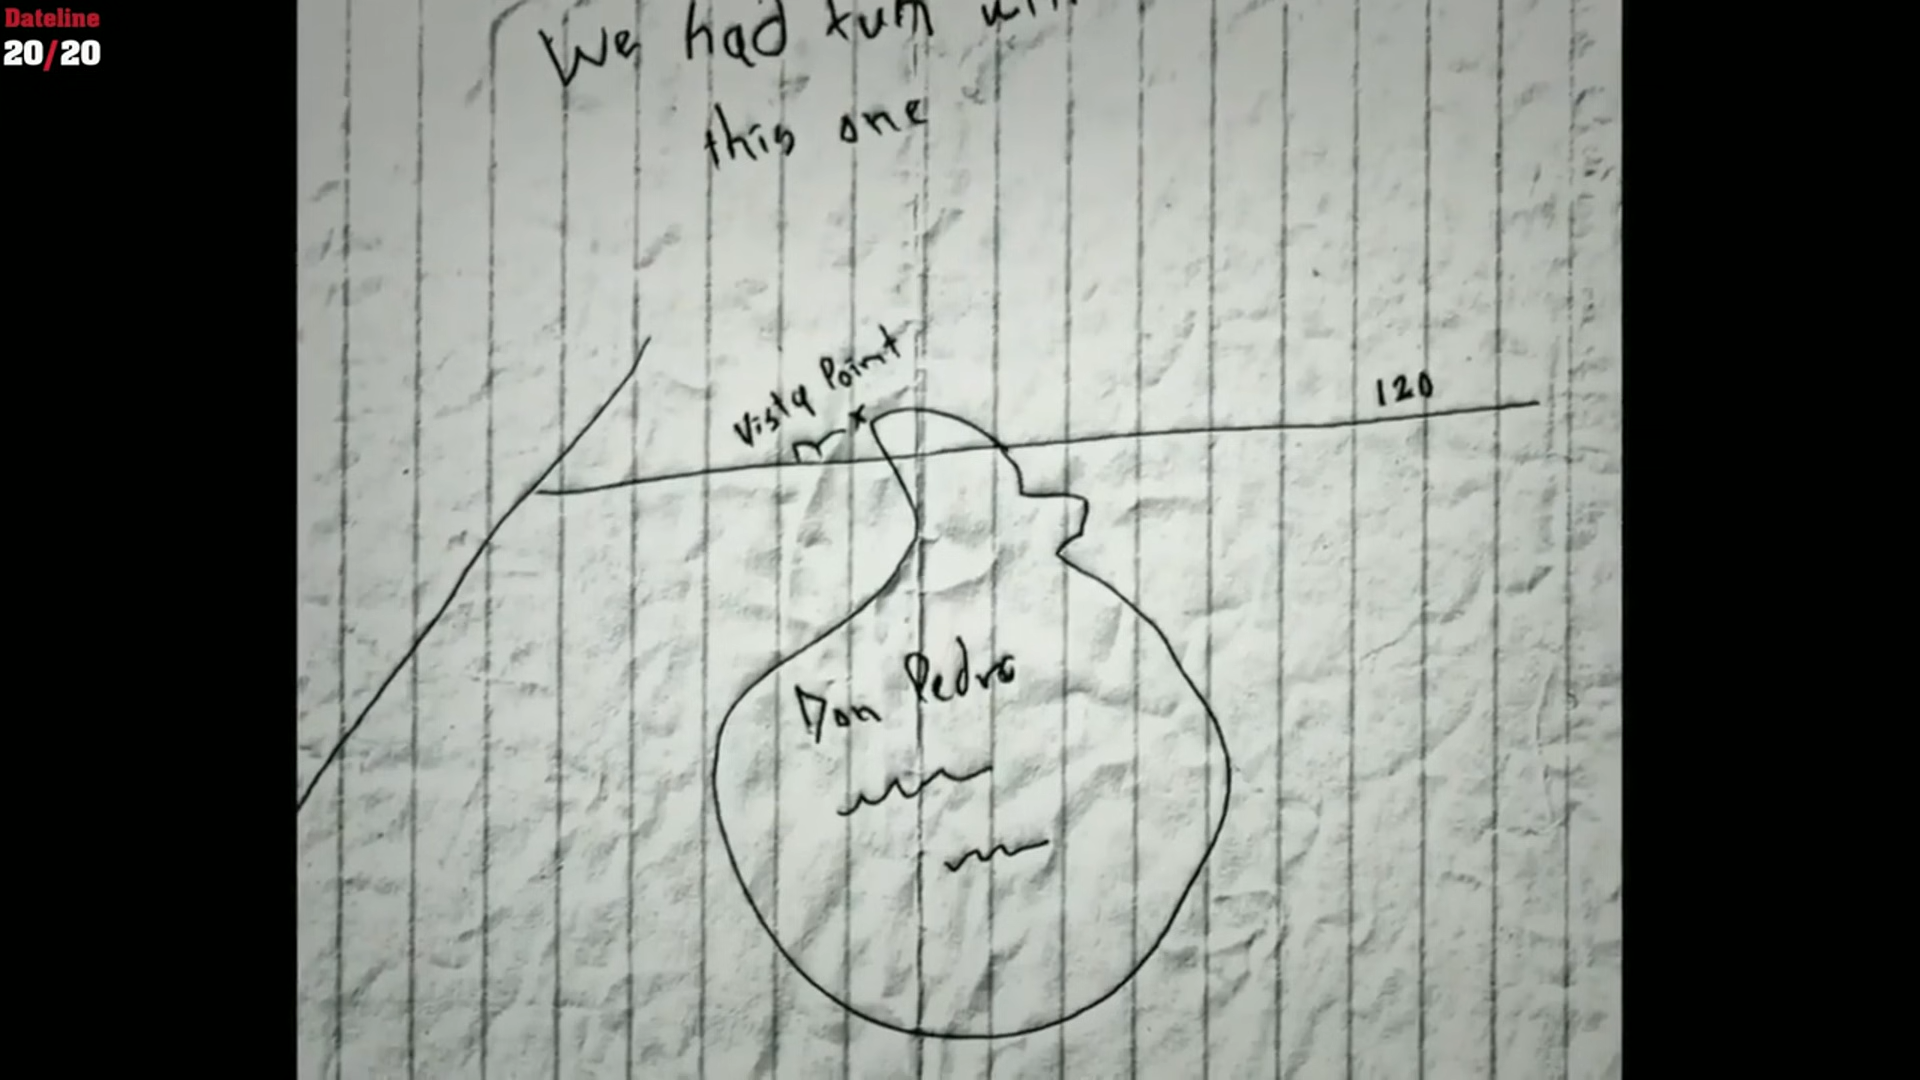 Dateline
20/20
We had fun
this one
Vista Point
120
Don Pedro